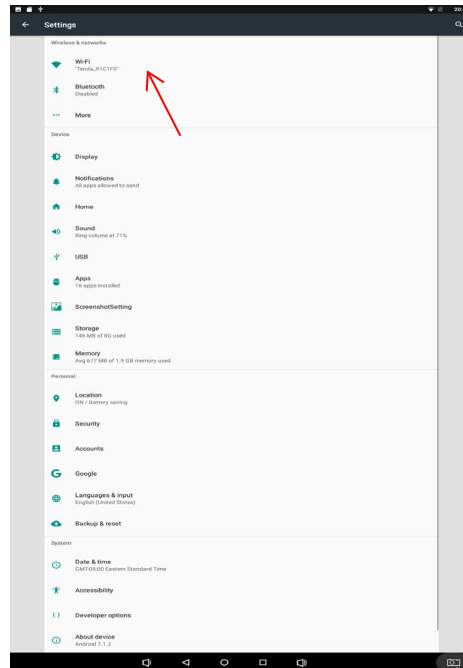 20:
Settings
Wireless & networks
Wi-Fi
"Tenda_91C1F0"
Bluetooth
Disabled
More
Device
Display
Notifications
All apps allowed to send
Home
Sound
Ring volume at 71%
USB
Apps
16 apps installed
ScreenshotSetting
Storage
146 MB of 8G used
Memory
Avg 677 MB of 1.9 GB memory used
Personal
Location
ON / Battery saving
Security
Accounts
Google
Languages & input
English (United States)
Backup & reset
System
Date & time
GMT-05:00 Eastern Standard Time
Accessibility
Developer options
About device
Android 7.1.2